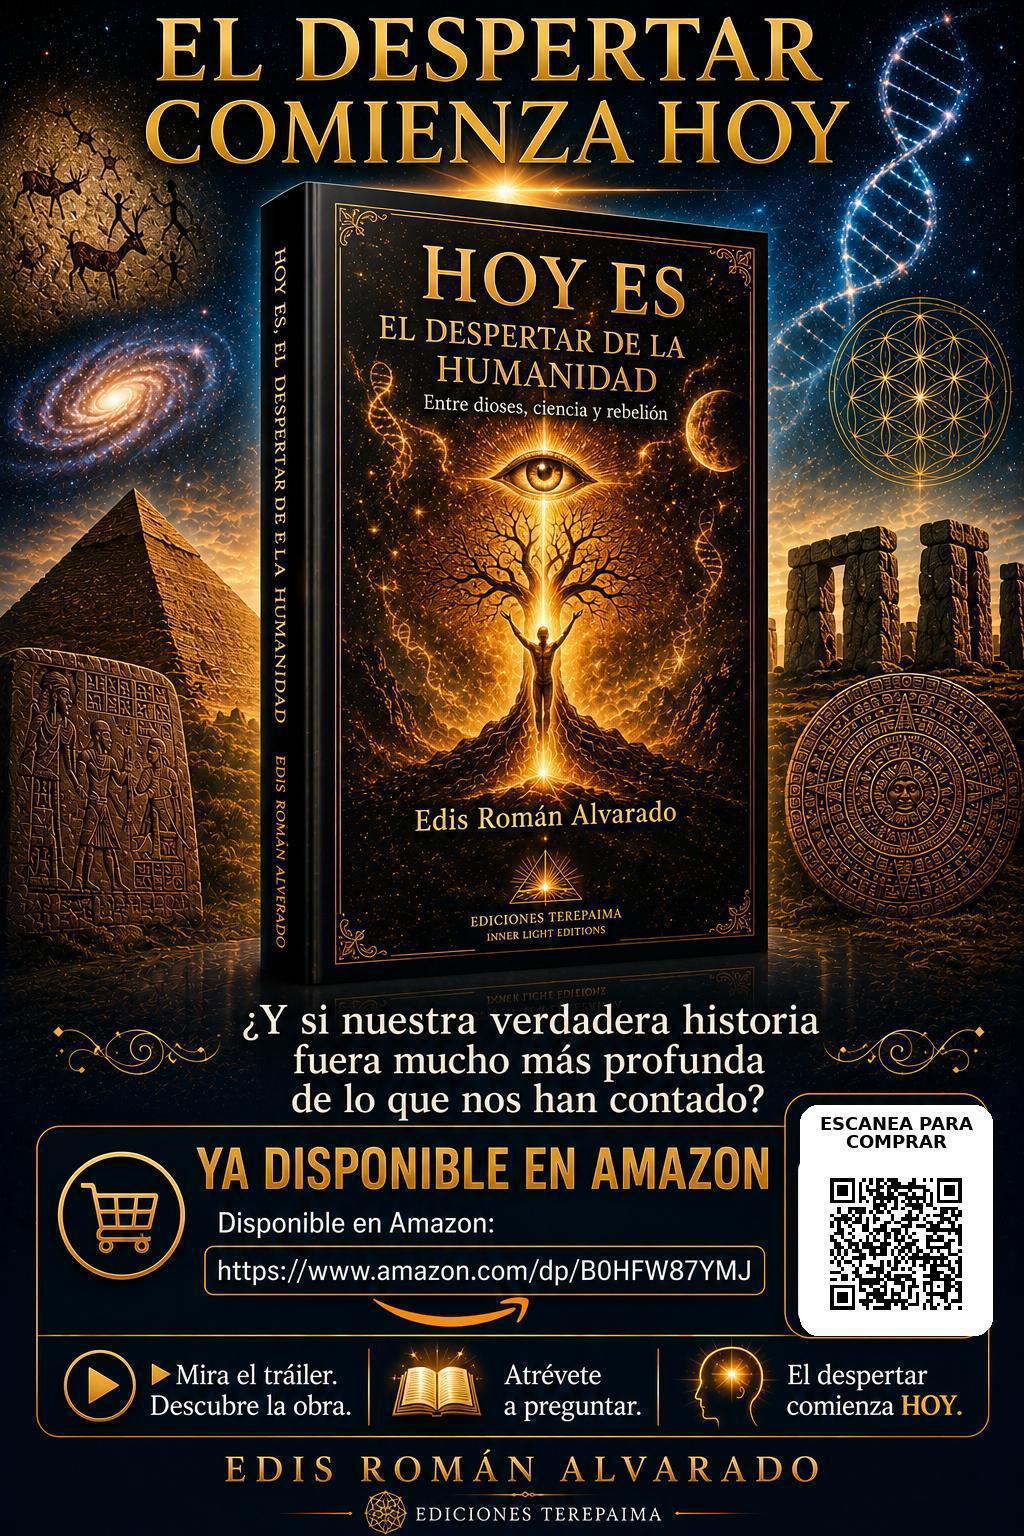 EL DESPERTAR
COMIENZA HOY
HOY ES, EL DESPERTAR DE E LA HUMANIDAD EDIS ROMÁN ALVERADO
HOY ES
EL DESPERTAR DE LA
HUMANIDAD
Entre dioses, ciencia y rebelión
Edis Román Alvarado
EDICIONES TEREPAIMA
INNER LIGHT EDITIONS
¿Y si nuestra verdadera historia
fuera mucho más profunda
de lo que nos han contado?
YA DISPONIBLE EN AMAZON
Disponible en Amazon:
https://www.amazon.com/dp/B0HFW87YMJ
ESCANEA PARA
COMPRAR
Mira el tráiler.
Descubre la obra.
Atrévete
a preguntar.
El despertar
comienza HOY.
EDIS ROMÁN ALVARADO
EDICIONES TEREPAIMA